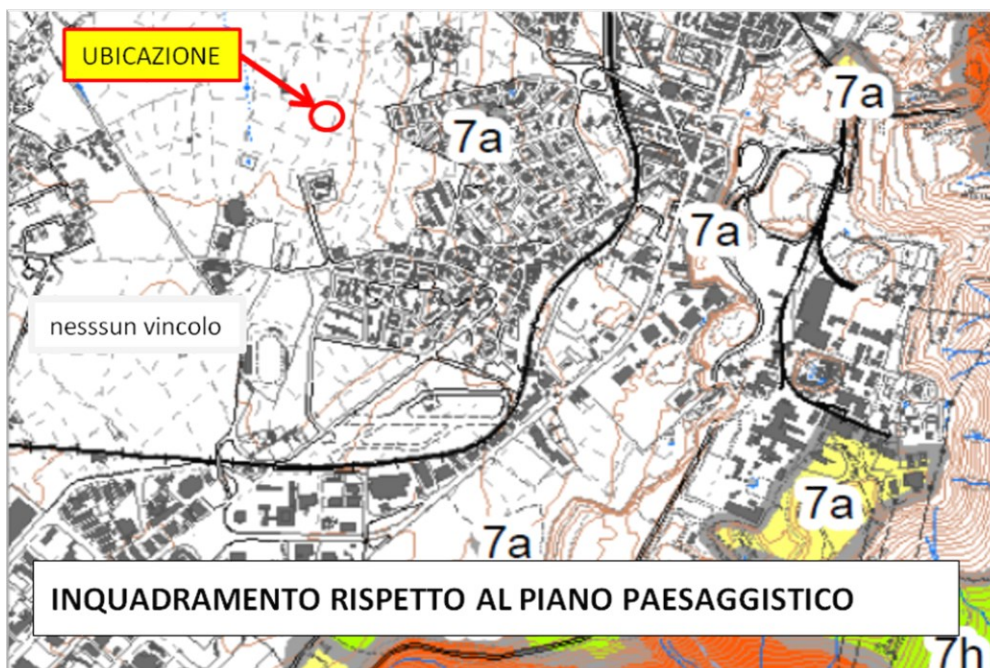 UBICAZIONE
7a
7a
7a
nesssun vincolo
7a
7a
INQUADRAMENTO RISPETTO AL PIANO PAESAGGISTICO
7h